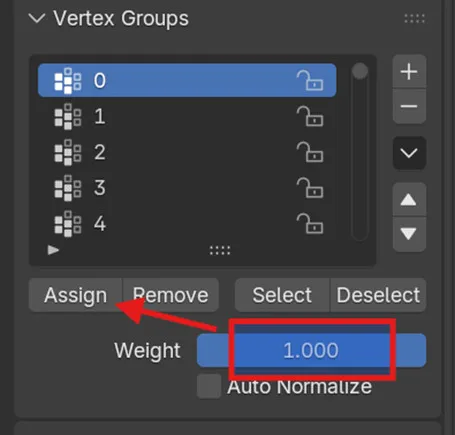 Vertex Groups
0
1
2
3
4
Assign Remove Select Deselect
Weight 1.000
Auto Normalize